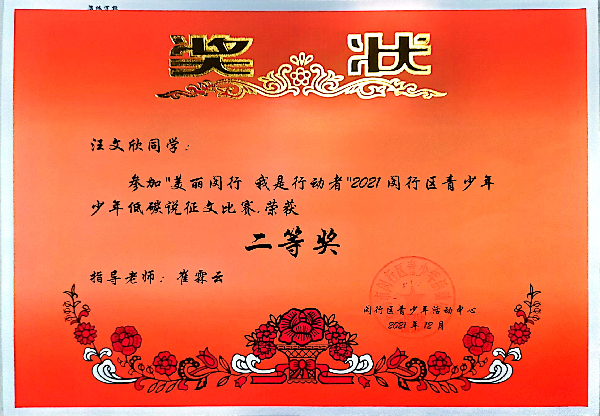 奖状
汪文欣同学：
参加"美丽闵行 我是行动者"2021闵行区青少年
少年低碳说征文比赛,荣获
二等奖
指导老师：崔霖云
闵行区青少年活动中心
2021年12月